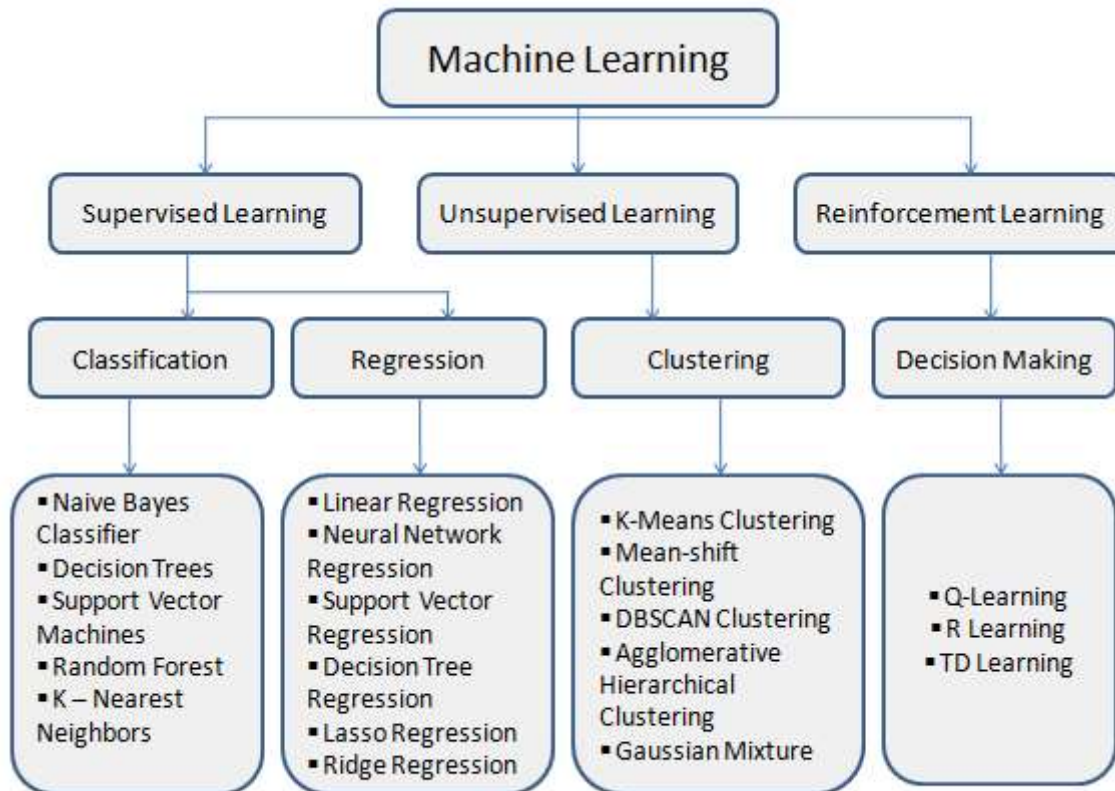 Machine Learning
Supervised Learning
Unsupervised Learning
Reinforcement Learning
Classification
Regression
Clustering
Decision Making
▪ Naive Bayes
Classifier
▪ Decision Trees
▪ Support Vector
Machines
▪ Random Forest
▪ K – Nearest
Neighbors
▪ Linear Regression
▪ Neural Network
Regression
▪ Support Vector
Regression
▪ Decision Tree
Regression
▪ Lasso Regression
▪ Ridge Regression
▪ K-Means Clustering
▪ Mean-shift
Clustering
▪ DBSCAN Clustering
▪ Agglomerative
Hierarchical
Clustering
▪ Gaussian Mixture
▪ Q-Learning
▪ R Learning
▪ TD Learning